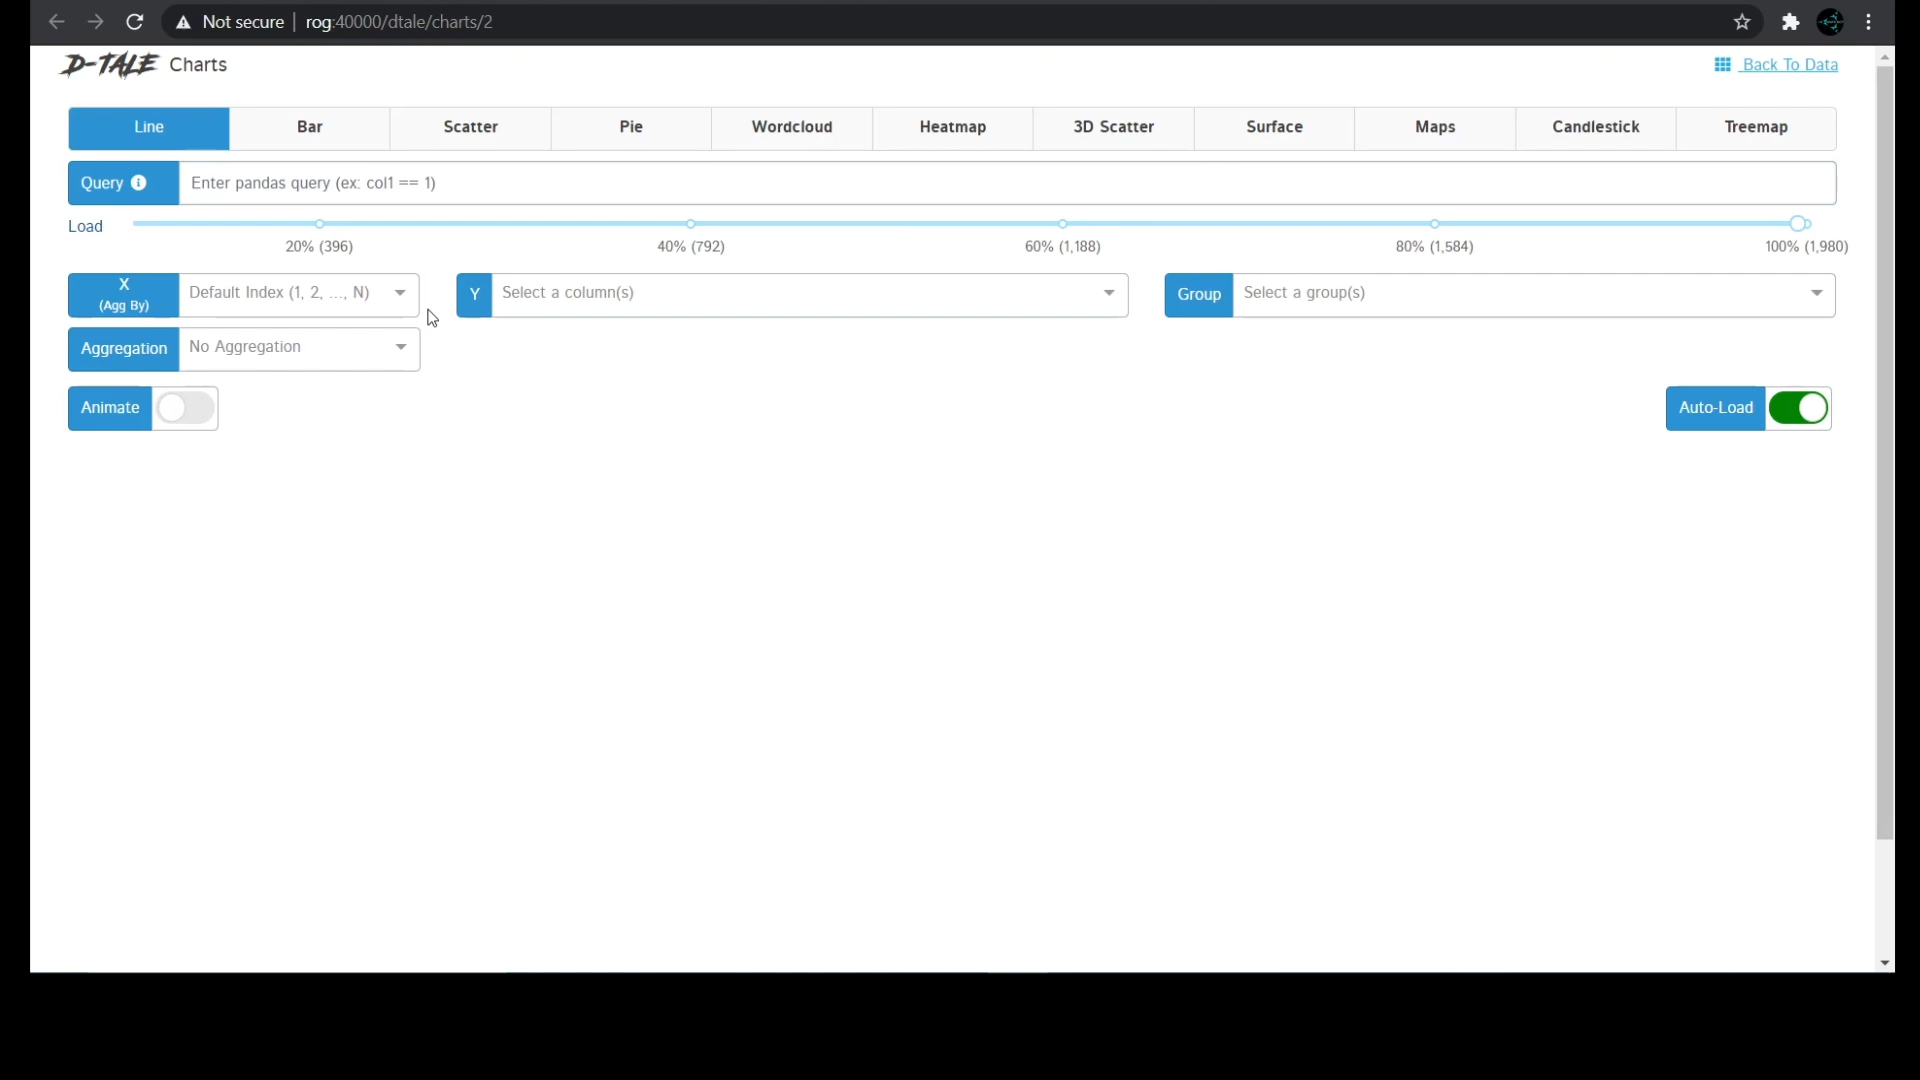 Not secure | rog:40000/dtale/charts/2
D-TALE Charts
Back To Data
Line Bar Scatter Pie Wordcloud Heatmap 3D Scatter Surface Maps Candlestick Treemap
Query Enter pandas query (ex: col1 == 1)
Load
20% (396) 40% (792) 60% (1,188) 80% (1,584) 100% (1,980)
X
(Agg By)
Default Index (1, 2, ..., N)
Y Select a column(s)
Group Select a group(s)
Aggregation No Aggregation
Animate
Auto-Load